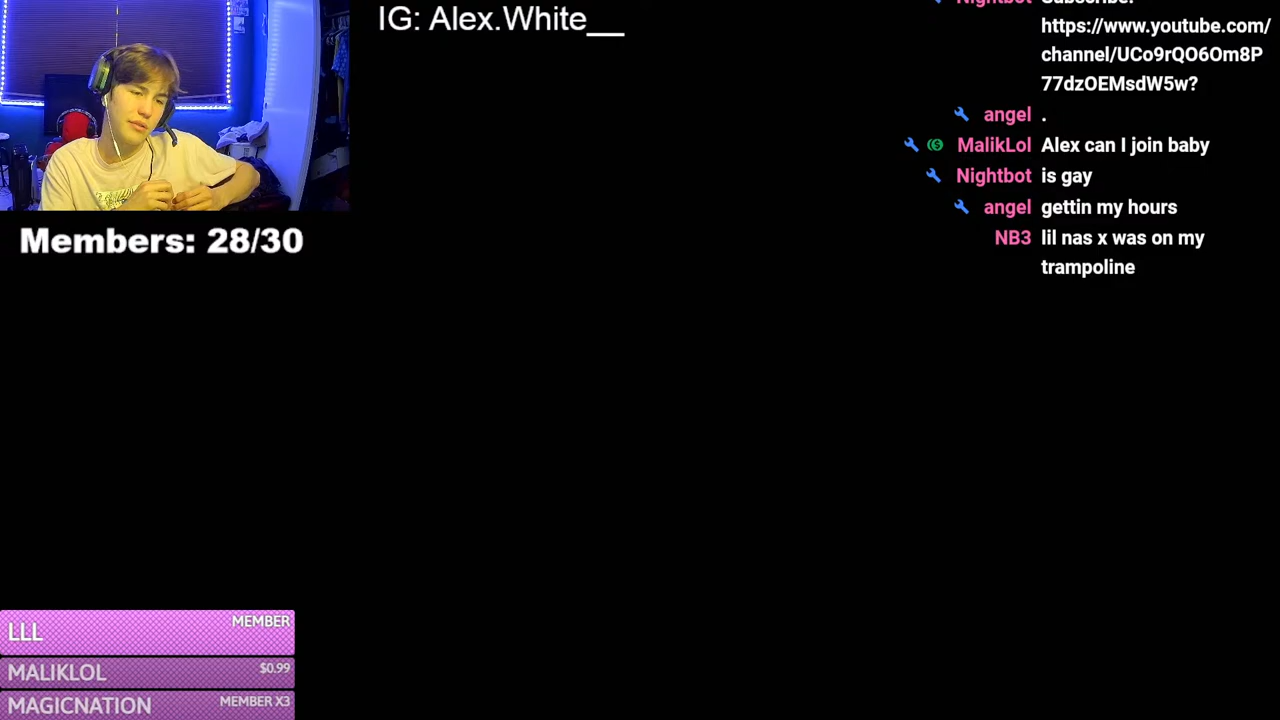 IG: Alex.White__
Members: 28/30
https://www.youtube.com/
channel/UCo9rQO6Om8P
77dzOEMsdW5w?
angel .
MalikLol Alex can I join baby
Nightbot is gay
angel gettin my hours
NB3 lil nas x was on my
trampoline
LLL MEMBER
MALIKLOL $0.99
MAGICNATION MEMBER X3